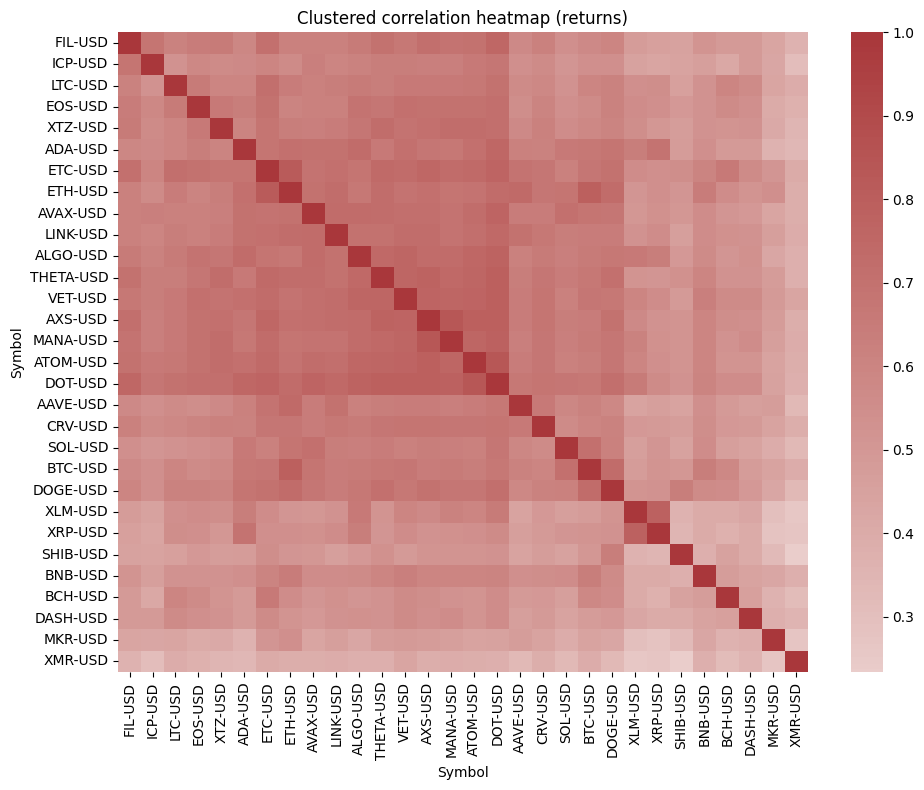 Clustered correlation heatmap (returns)
FIL-USD
ICP-USD
LTC-USD
EOS-USD
XTZ-USD
ADA-USD
ETC-USD
ETH-USD
AVAX-USD
LINK-USD
ALGO-USD
THETA-USD
VET-USD
AXS-USD
MANA-USD
ATOM-USD
DOT-USD
AAVE-USD
CRV-USD
SOL-USD
BTC-USD
DOGE-USD
XLM-USD
XRP-USD
SHIB-USD
BNB-USD
BCH-USD
DASH-USD
MKR-USD
XMR-USD
Symbol
FIL-USD
ICP-USD
LTC-USD
EOS-USD
XTZ-USD
ADA-USD
ETC-USD
ETH-USD
AVAX-USD
LINK-USD
ALGO-USD
THETA-USD
VET-USD
AXS-USD
MANA-USD
ATOM-USD
DOT-USD
AAVE-USD
CRV-USD
SOL-USD
BTC-USD
DOGE-USD
XLM-USD
XRP-USD
SHIB-USD
BNB-USD
BCH-USD
DASH-USD
MKR-USD
XMR-USD
Symbol
1.0
0.9
0.8
0.7
0.6
0.5
0.4
0.3